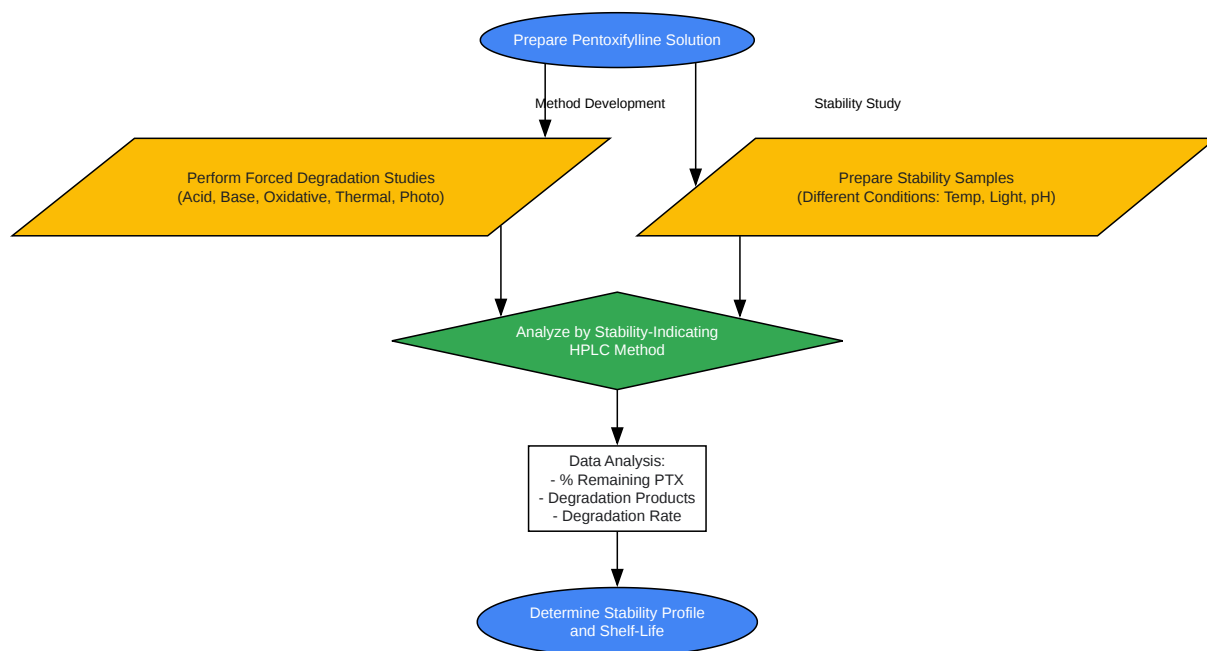 Prepare Pentoxifylline Solution
Method Development
Stability Study
Perform Forced Degradation Studies
(Acid, Base, Oxidative, Thermal, Photo)
Prepare Stability Samples
(Different Conditions: Temp, Light, pH)
Analyze by Stability-Indicating
HPLC Method
Data Analysis:
- % Remaining PTX
- Degradation Products
- Degradation Rate
Determine Stability Profile
and Shelf-Life